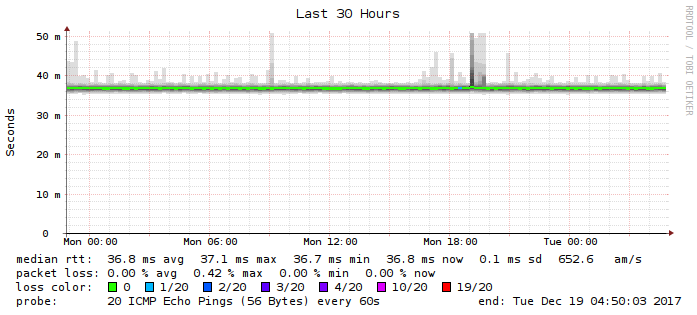 Last 30 Hours
RRDTOOL / TOBI OETIKER
Seconds
50 m
40 m
30 m
20 m
10 m
0
Mon 00:00 Mon 06:00 Mon 12:00 Mon 18:00 Tue 00:00
median rtt: 36.8 ms avg 37.1 ms max 36.7 ms min 36.8 ms now 0.1 ms sd 652.6 am/s
packet loss: 0.00 % avg 0.42 % max 0.00 % min 0.00 % now
loss color: 0 1/20 2/20 3/20 4/20 10/20 19/20
probe: 20 ICMP Echo Pings (56 Bytes) every 60s end: Tue Dec 19 04:50:03 2017